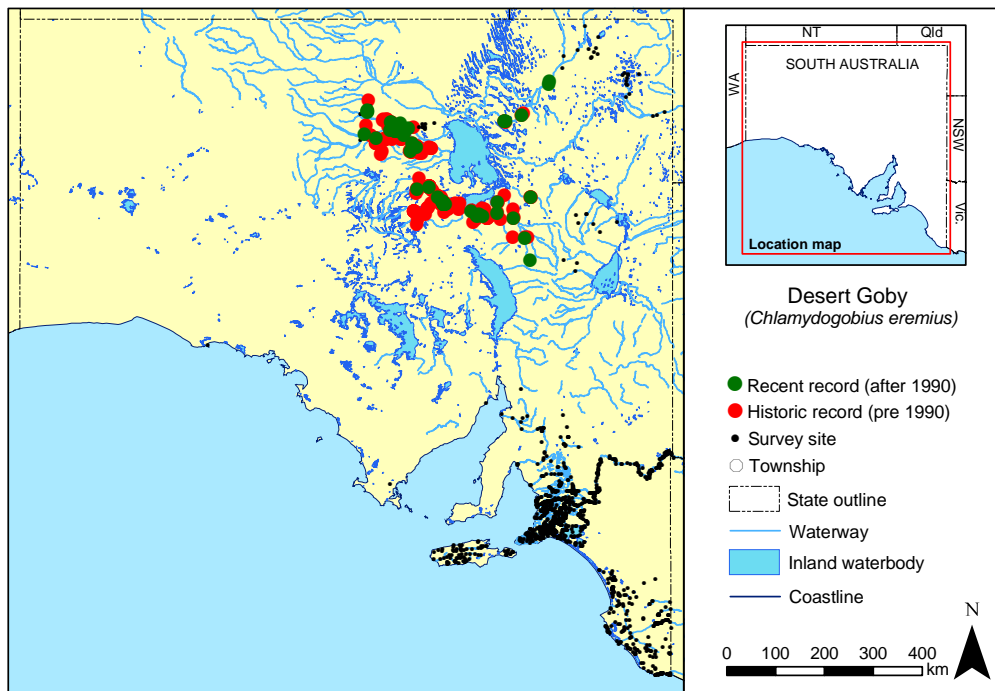 NT
Qld
SOUTH AUSTRALIA
WA
NSW
Vic.
Location map
Desert Goby
(Chlamydogobius eremius)
Recent record (after 1990)
Historic record (pre 1990)
Survey site
Township
State outline
Waterway
Inland waterbody
Coastline
N
0 100 200 300 400
km